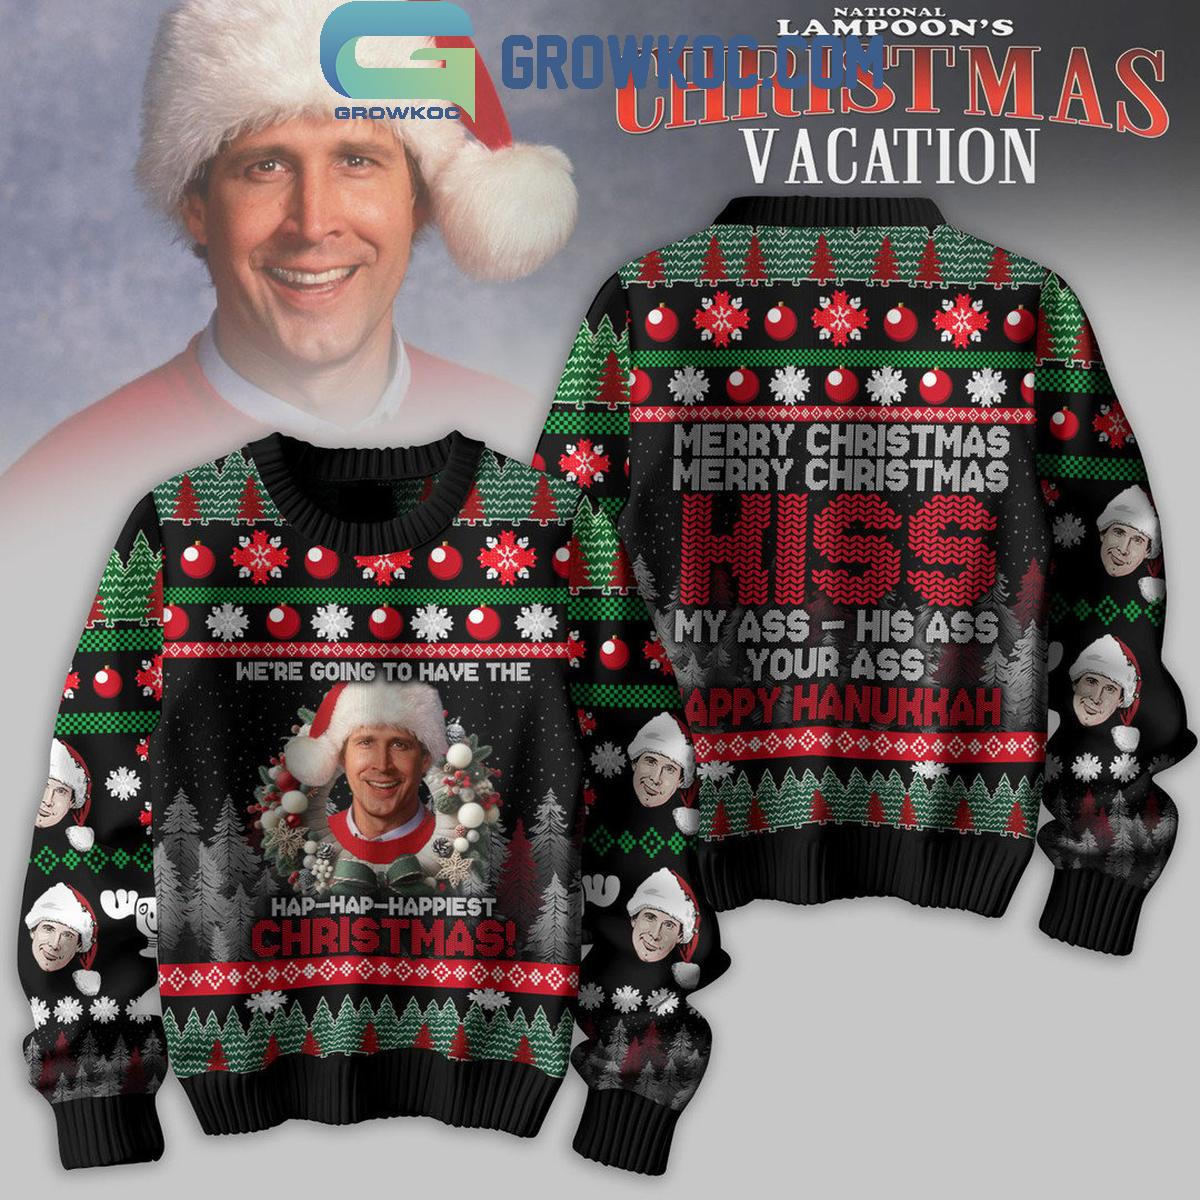 NATIONAL
LAMPOON'S
CHRISTMAS
VACATION
GROWKOC
GROWKOC.COM
MERRY CHRISTMAS
MERRY CHRISTMAS
KISS
MY ASS - HIS ASS
YOUR ASS
APPY HANUKKAH
WE'RE GOING TO HAVE THE
HAP-HAP-HAPPIEST
CHRISTMAS!